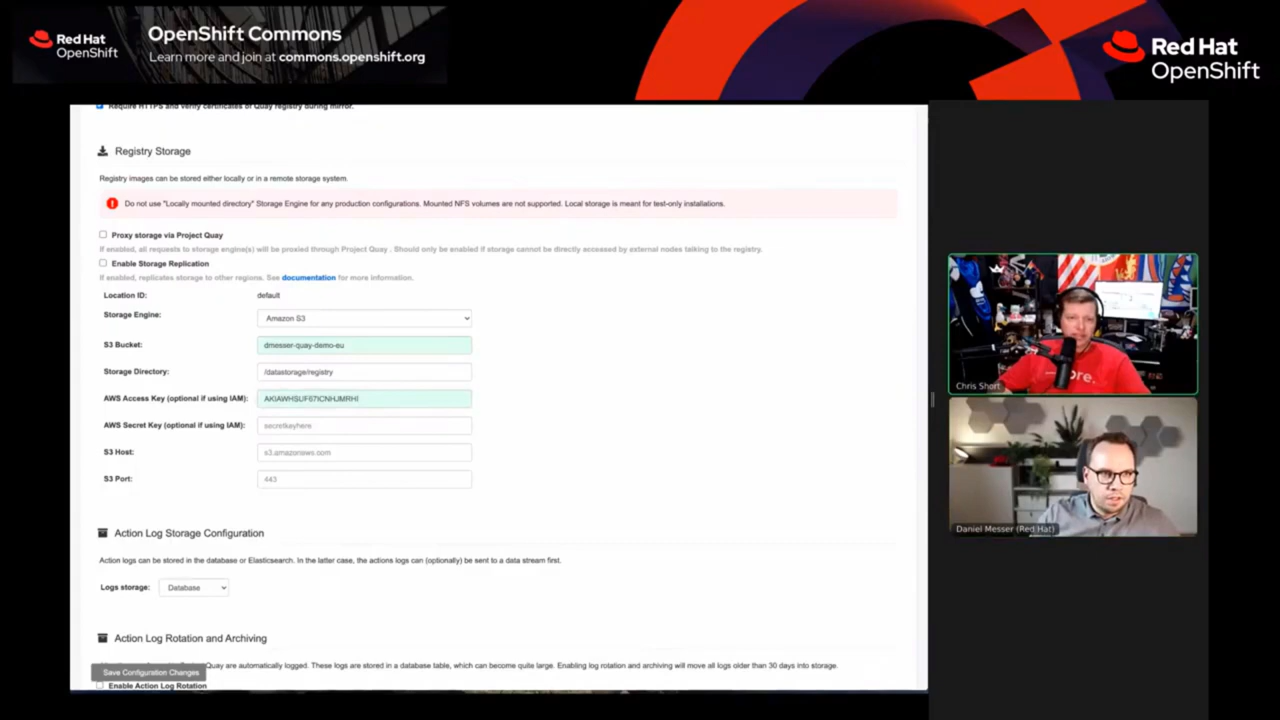 Red Hat
OpenShift
OpenShift Commons
Learn more and join at commons.openshift.org
Red Hat
OpenShift
Require HTTPS and verify certificates of Quay registry during mirror.
Registry Storage
Registry images can be stored either locally or in a remote storage system.
Do not use "Locally mounted directory" Storage Engine for any production configurations. Mounted NFS volumes are not supported. Local storage is meant for test-only installations.
Proxy storage via Project Quay
If enabled, all requests to storage engine(s) will be proxied through Project Quay . Should only be enabled if storage cannot be directly accessed by external nodes talking to the registry.
Enable Storage Replication
If enabled, replicates storage to other regions. See documentation for more information.
Location ID: default
Storage Engine: Amazon S3
S3 Bucket: dmesser-quay-demo-eu
Storage Directory: /datastorage/registry
AWS Access Key (optional if using IAM):
AWS Secret Key (optional if using IAM): secretkeyhere
S3 Host: s3.amazonaws.com
S3 Port: 443
Action Log Storage Configuration
Action logs can be stored in the database or Elasticsearch. In the latter case, the actions logs can (optionally) be sent to a data stream first.
Logs storage: Database
Action Log Rotation and Archiving
Quay are automatically logged. These logs are stored in a database table, which can become quite large. Enabling log rotation and archiving will move all logs older than 30 days into storage.
Save Configuration Changes
Enable Action Log Rotation
Chris Short
Daniel Messer (Red Hat)